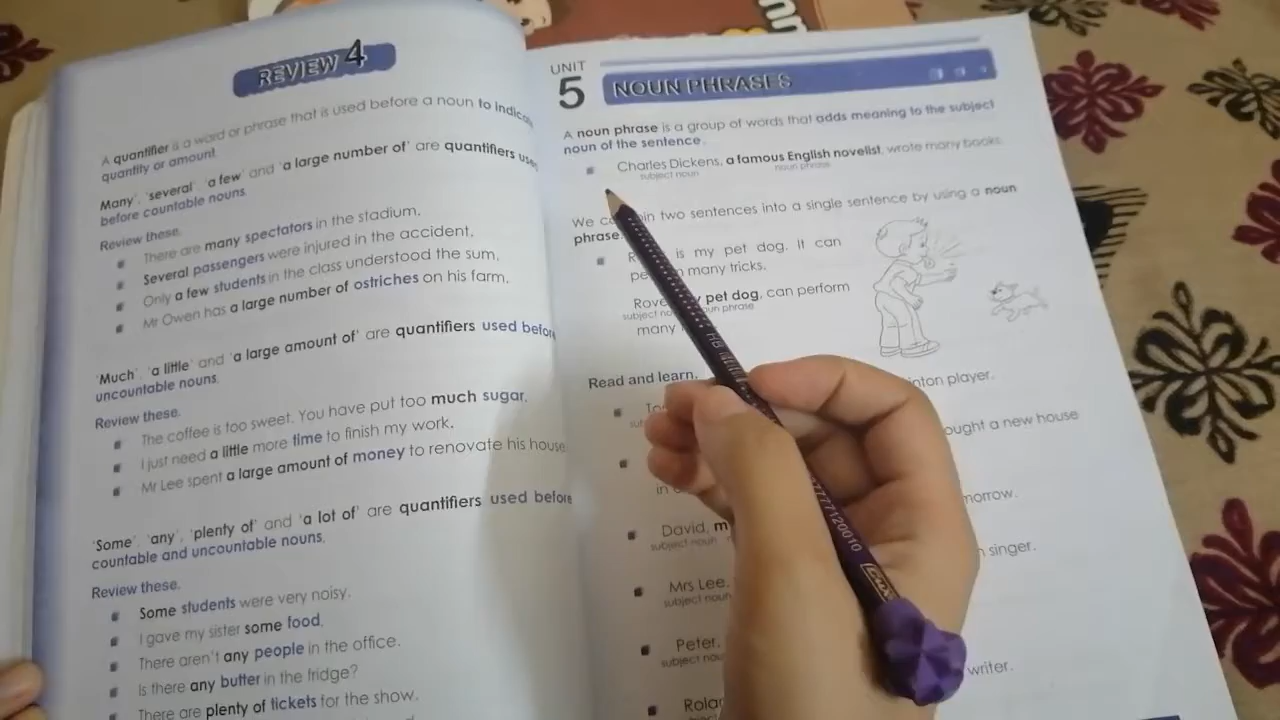 REVIEW 4
A quantifier is a word or phrase that is used before a noun to indicate
quantity or amount.
'Many', 'several', 'a few' and 'a large number of' are quantifiers used
before countable nouns.
Review these.
There are many spectators in the stadium.
Several passengers were injured in the accident.
Only a few students in the class understood the sum.
Mr Owen has a large number of ostriches on his farm.
'Much', 'a little' and 'a large amount of' are quantifiers used before
uncountable nouns.
Review these.
The coffee is too sweet. You have put too much sugar.
I just need a little more time to finish my work.
Mr Lee spent a large amount of money to renovate his house
'Some', 'any', 'plenty of' and 'a lot of' are quantifiers used before
countable and uncountable nouns.
Review these.
Some students were very noisy.
I gave my sister some food.
There aren't any people in the office.
Is there any butter in the fridge?
There are plenty of tickets for the show.
UNIT
5
NOUN PHRASES
A noun phrase is a group of words that adds meaning to the subject
noun of the sentence.
Charles Dickens, a famous English novelist, wrote many books.
subject noun noun phrase
We in two sentences into a single sentence by using a noun
phrase.
is my pet dog. It can
many tricks.
pet dog, can perform
subject phrase
many
Read and learn.
inton player.
ought a new house
in
morrow.
David,
subject noun
singer.
Mrs Lee,
subject noun
Peter,
subject
writer.
HB
7777120010